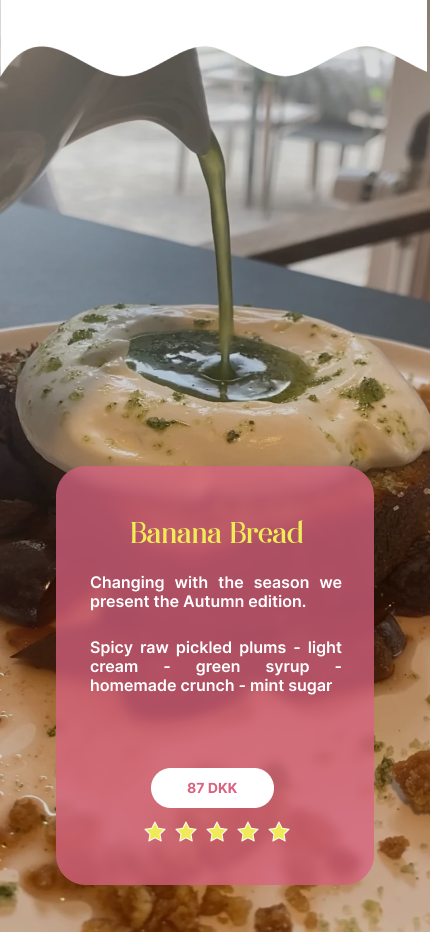 Banana Bread
Changing with the season we
present the Autumn edition.
Spicy raw pickled plums - light
cream - green syrup -
homemade crunch - mint sugar
87 DKK